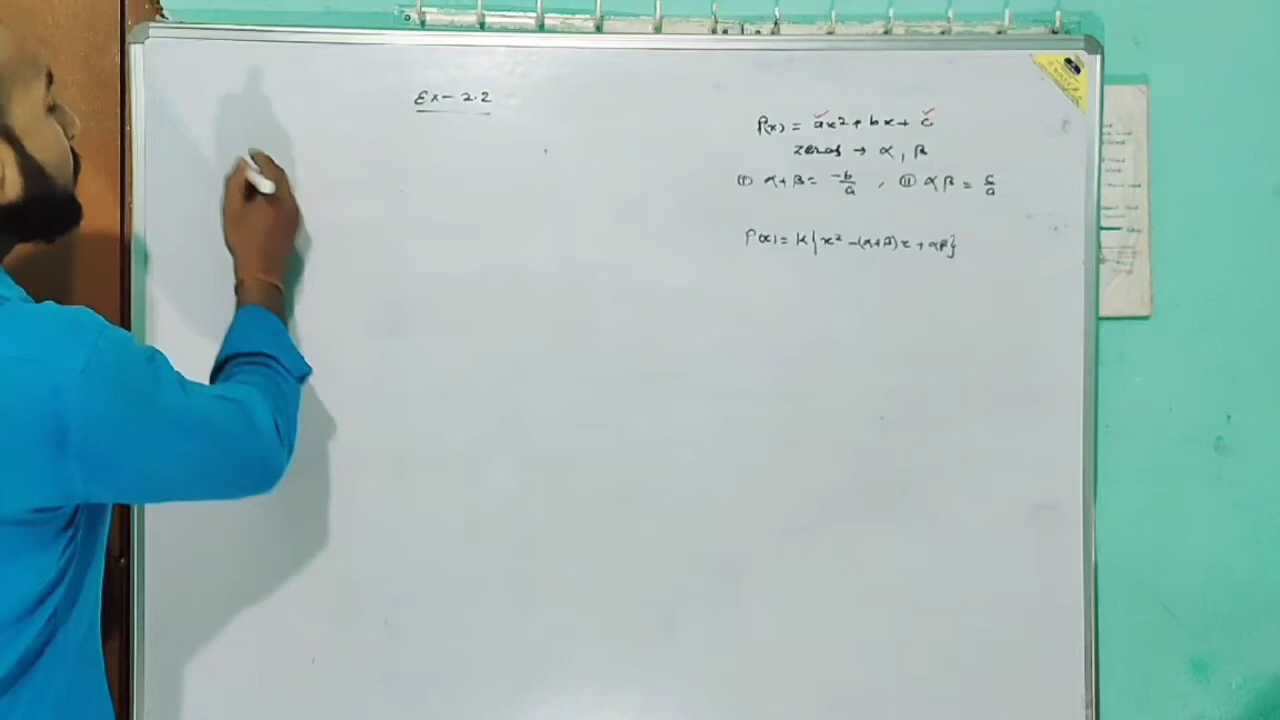 Ex - 2.2
P(x) = ax² + bx + c
zeros → α, β
(i) α+β = -b/a , (ii) αβ = c/a
P(x) = k{x² - (α+β)x + αβ}